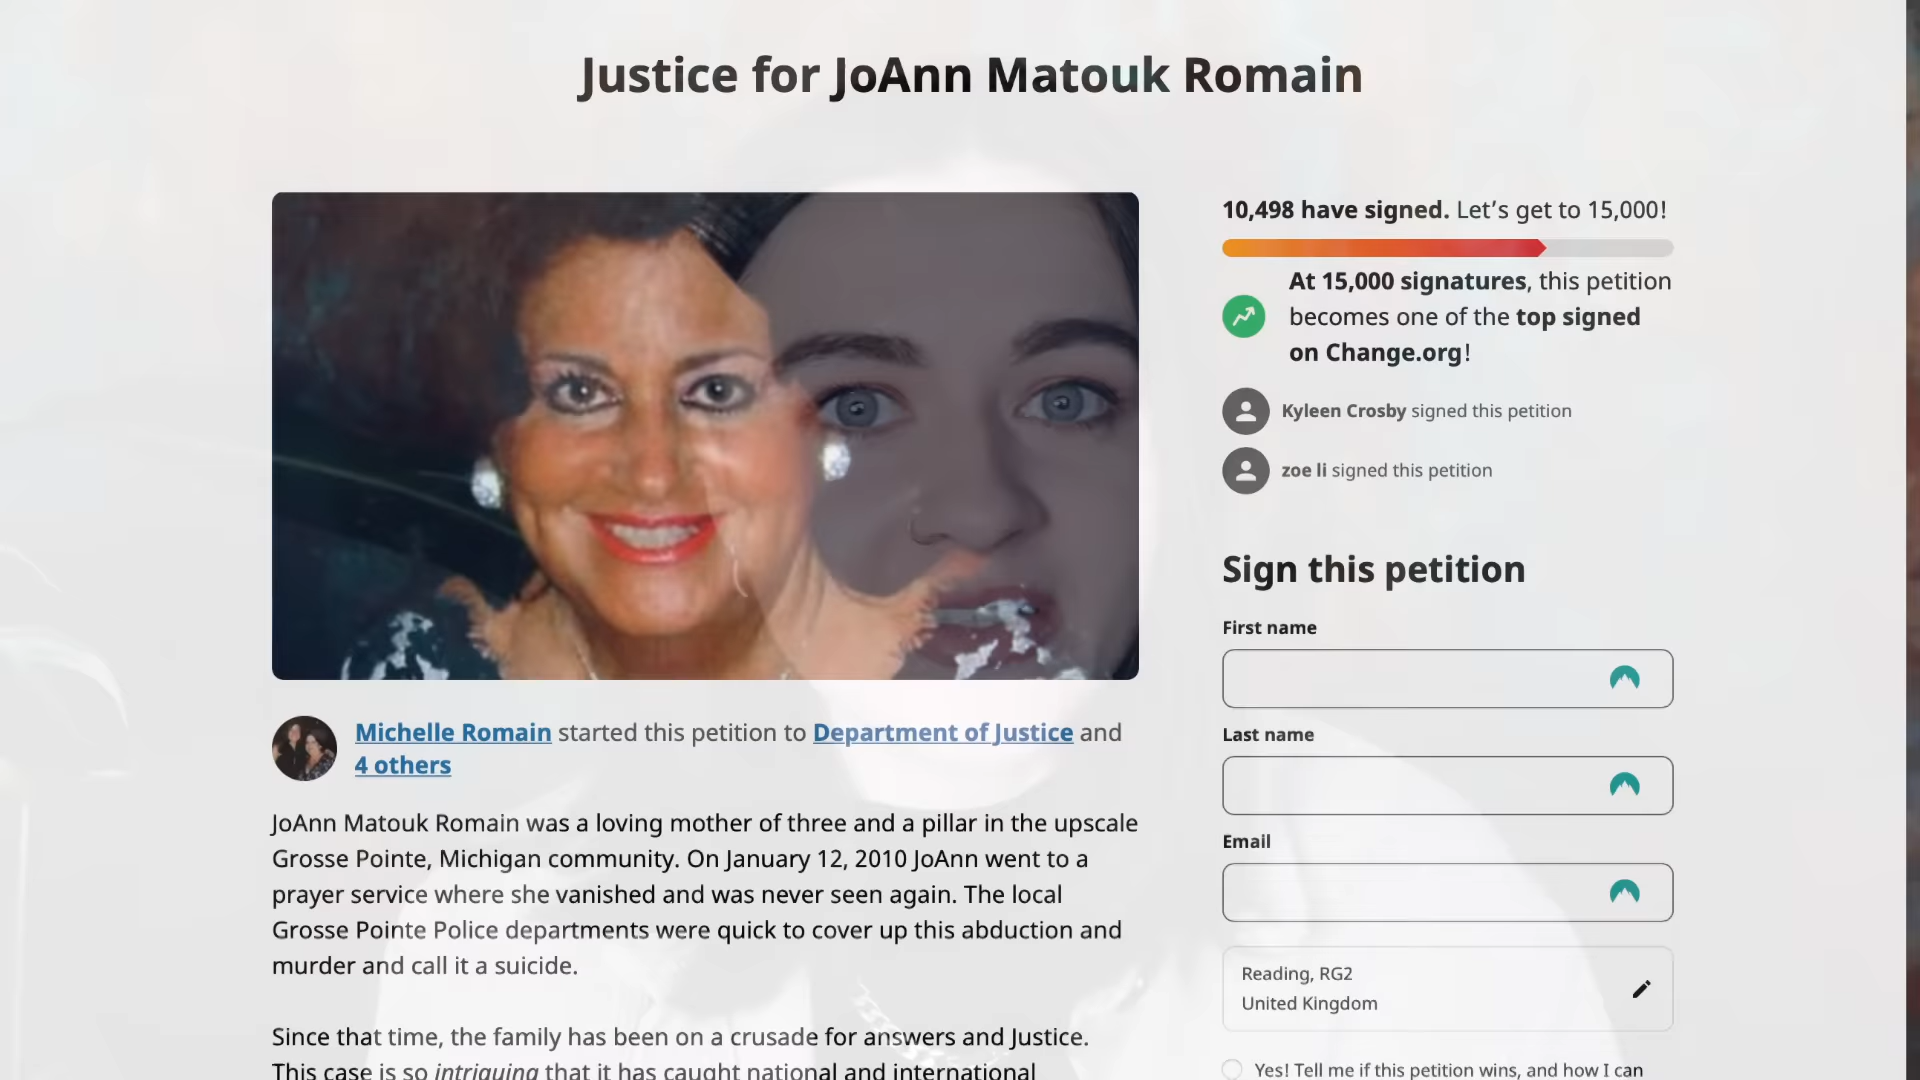 Justice for JoAnn Matouk Romain
10,498 have signed. Let's get to 15,000!
At 15,000 signatures, this petition
becomes one of the top signed
on Change.org!
Kyleen Crosby signed this petition
zoe li signed this petition
Sign this petition
First name
Last name
Email
Reading, RG2
United Kingdom
Yes! Tell me if this petition wins, and how I can
Michelle Romain started this petition to Department of Justice and
4 others
JoAnn Matouk Romain was a loving mother of three and a pillar in the upscale
Grosse Pointe, Michigan community. On January 12, 2010 JoAnn went to a
prayer service where she vanished and was never seen again. The local
Grosse Pointe Police departments were quick to cover up this abduction and
murder and call it a suicide.
Since that time, the family has been on a crusade for answers and Justice.
This case is so intriguing that it has caught national and international